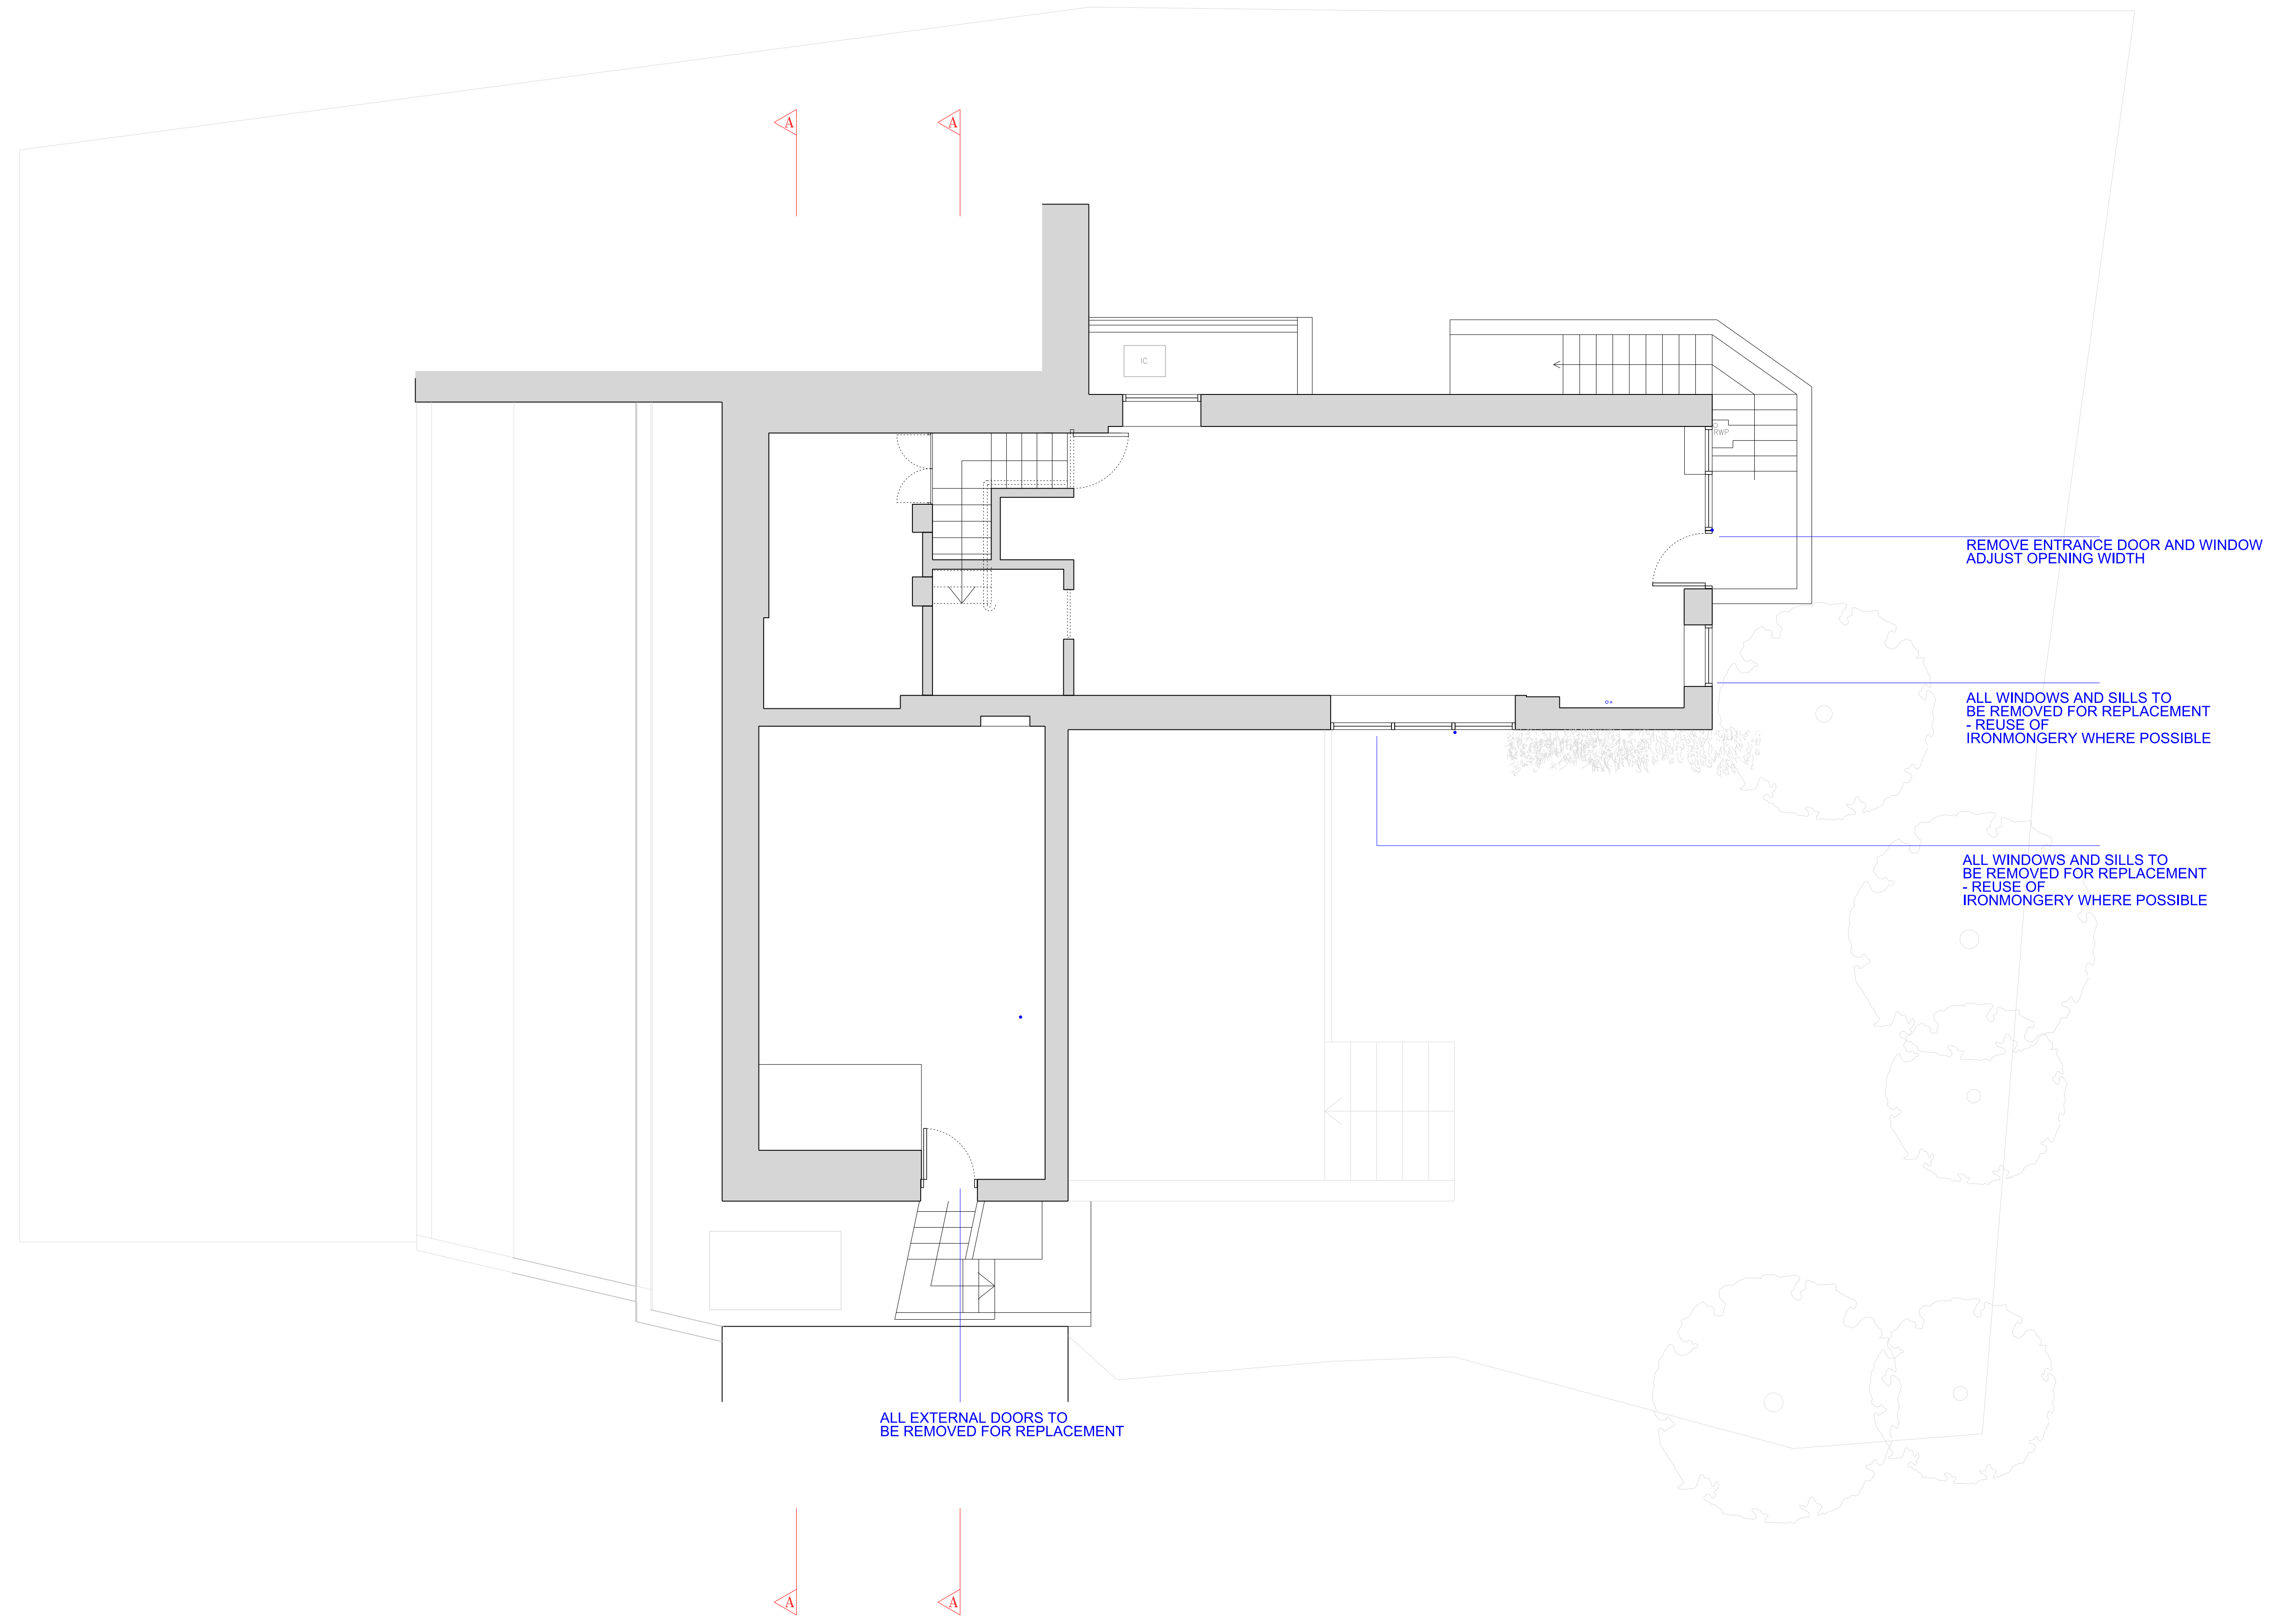 A
A
IC
RWP
REMOVE ENTRANCE DOOR AND WINDOW
ADJUST OPENING WIDTH
ALL WINDOWS AND SILLS TO
BE REMOVED FOR REPLACEMENT
- REUSE OF
IRONMONGERY WHERE POSSIBLE
ALL WINDOWS AND SILLS TO
BE REMOVED FOR REPLACEMENT
- REUSE OF
IRONMONGERY WHERE POSSIBLE
ALL EXTERNAL DOORS TO
BE REMOVED FOR REPLACEMENT
A
A